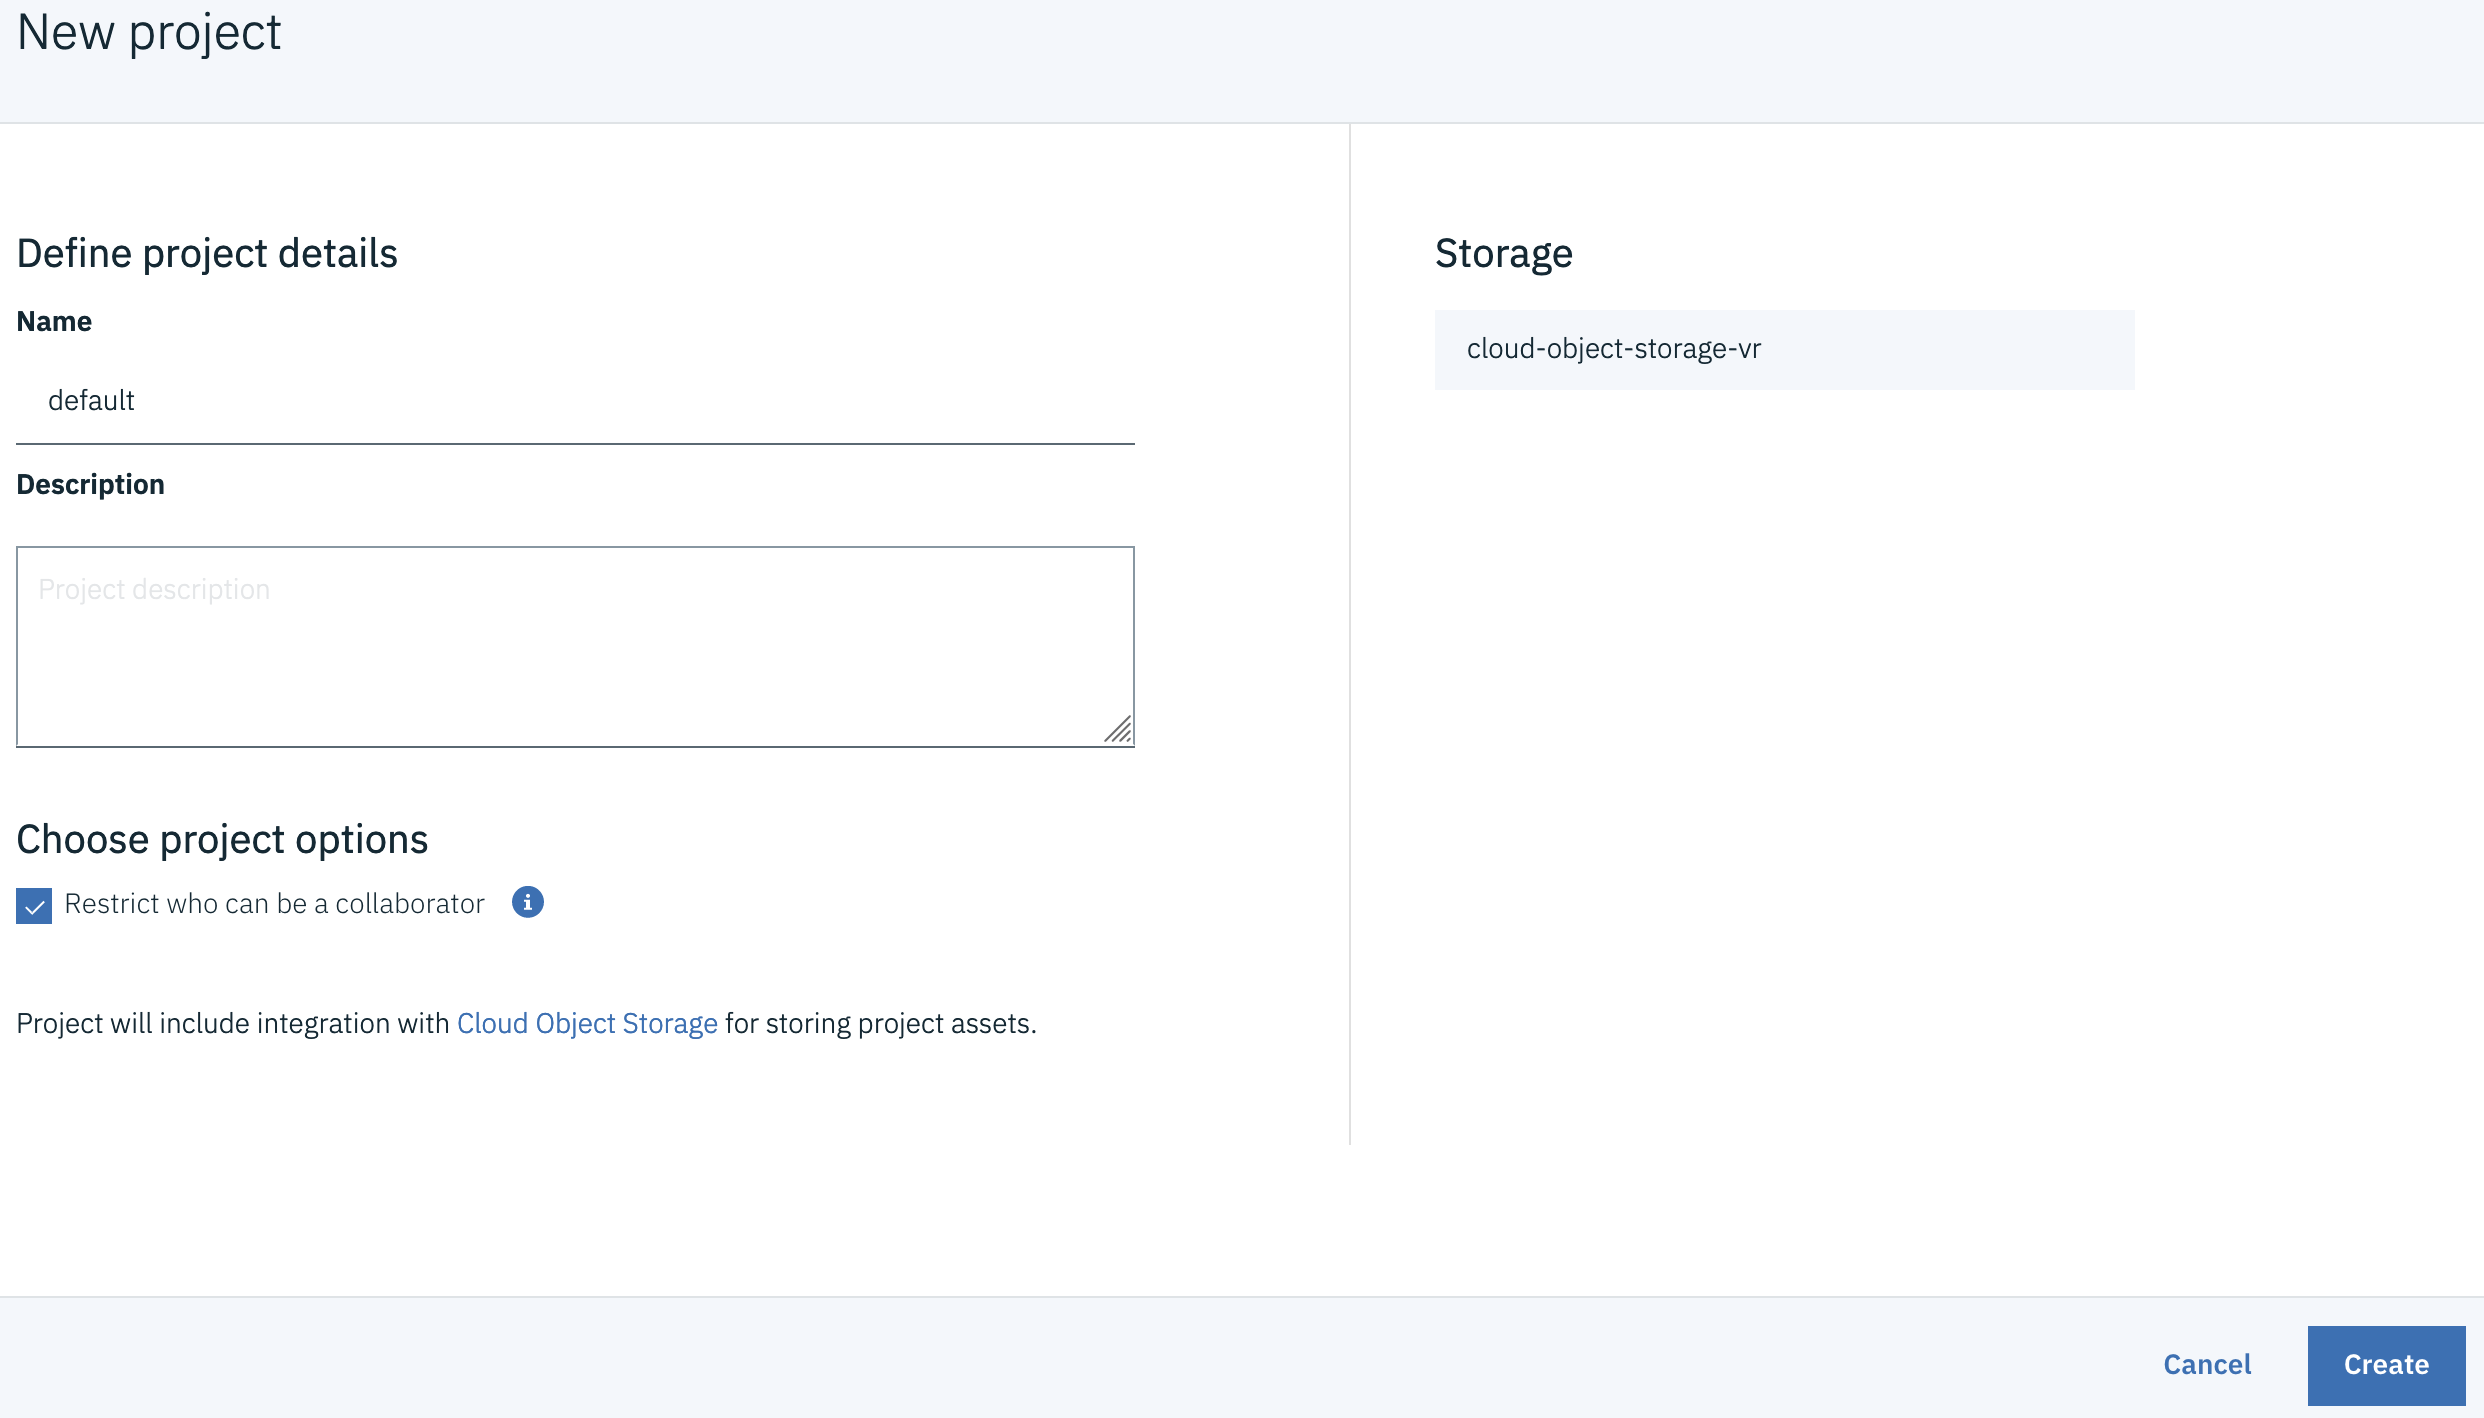 New project
Define project details
Name
default
Description
Project description
Choose project options
Restrict who can be a collaborator
Project will include integration with Cloud Object Storage for storing project assets.
Storage
cloud-object-storage-vr
Cancel
Create